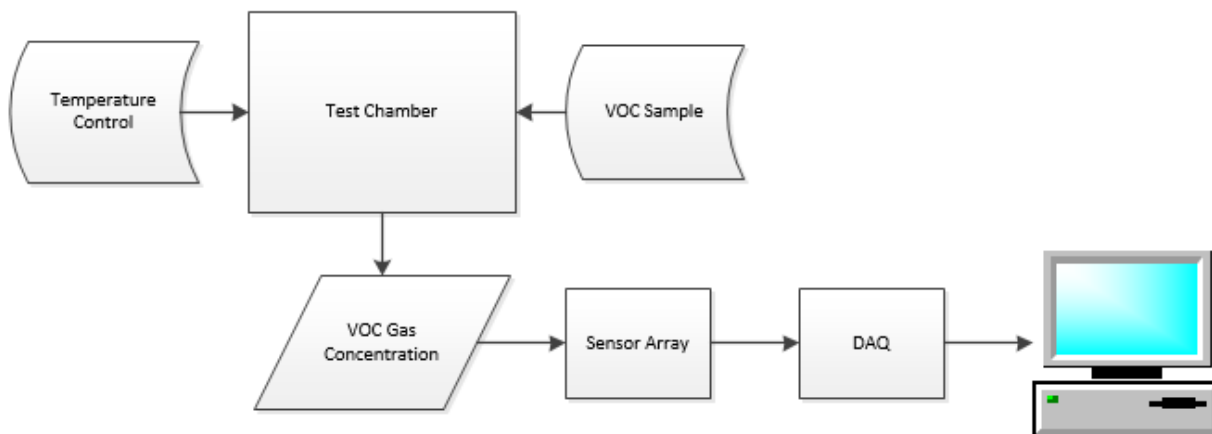 Temperature
Control
Test Chamber
VOC Sample
VOC Gas
Concentration
Sensor Array
DAQ